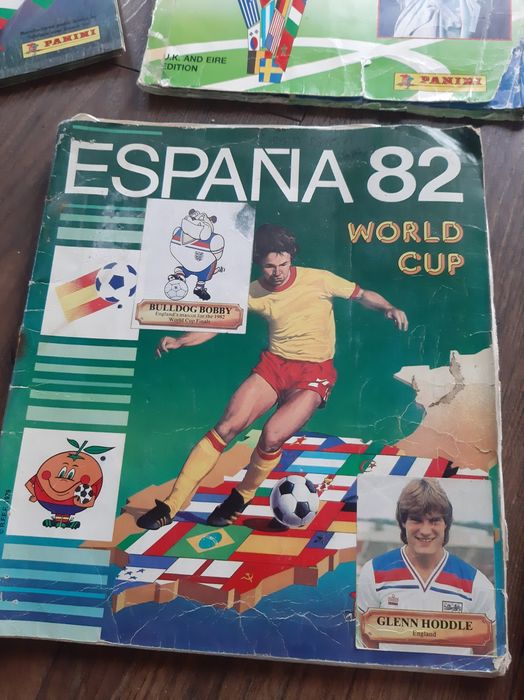 PANINI
U.K. AND EIRE
EDITION
PANINI
ESPAÑA 82
WORLD
CUP
BULLDOG BOBBY
England's mascot for the 1982
World Cup Finals
GLENN HODDLE
England